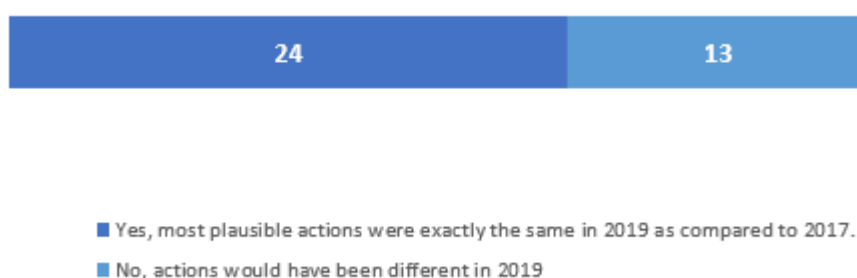 24 13
Yes, most plausible actions were exactly the same in 2019 as compared to 2017.
No, actions would have been different in 2019